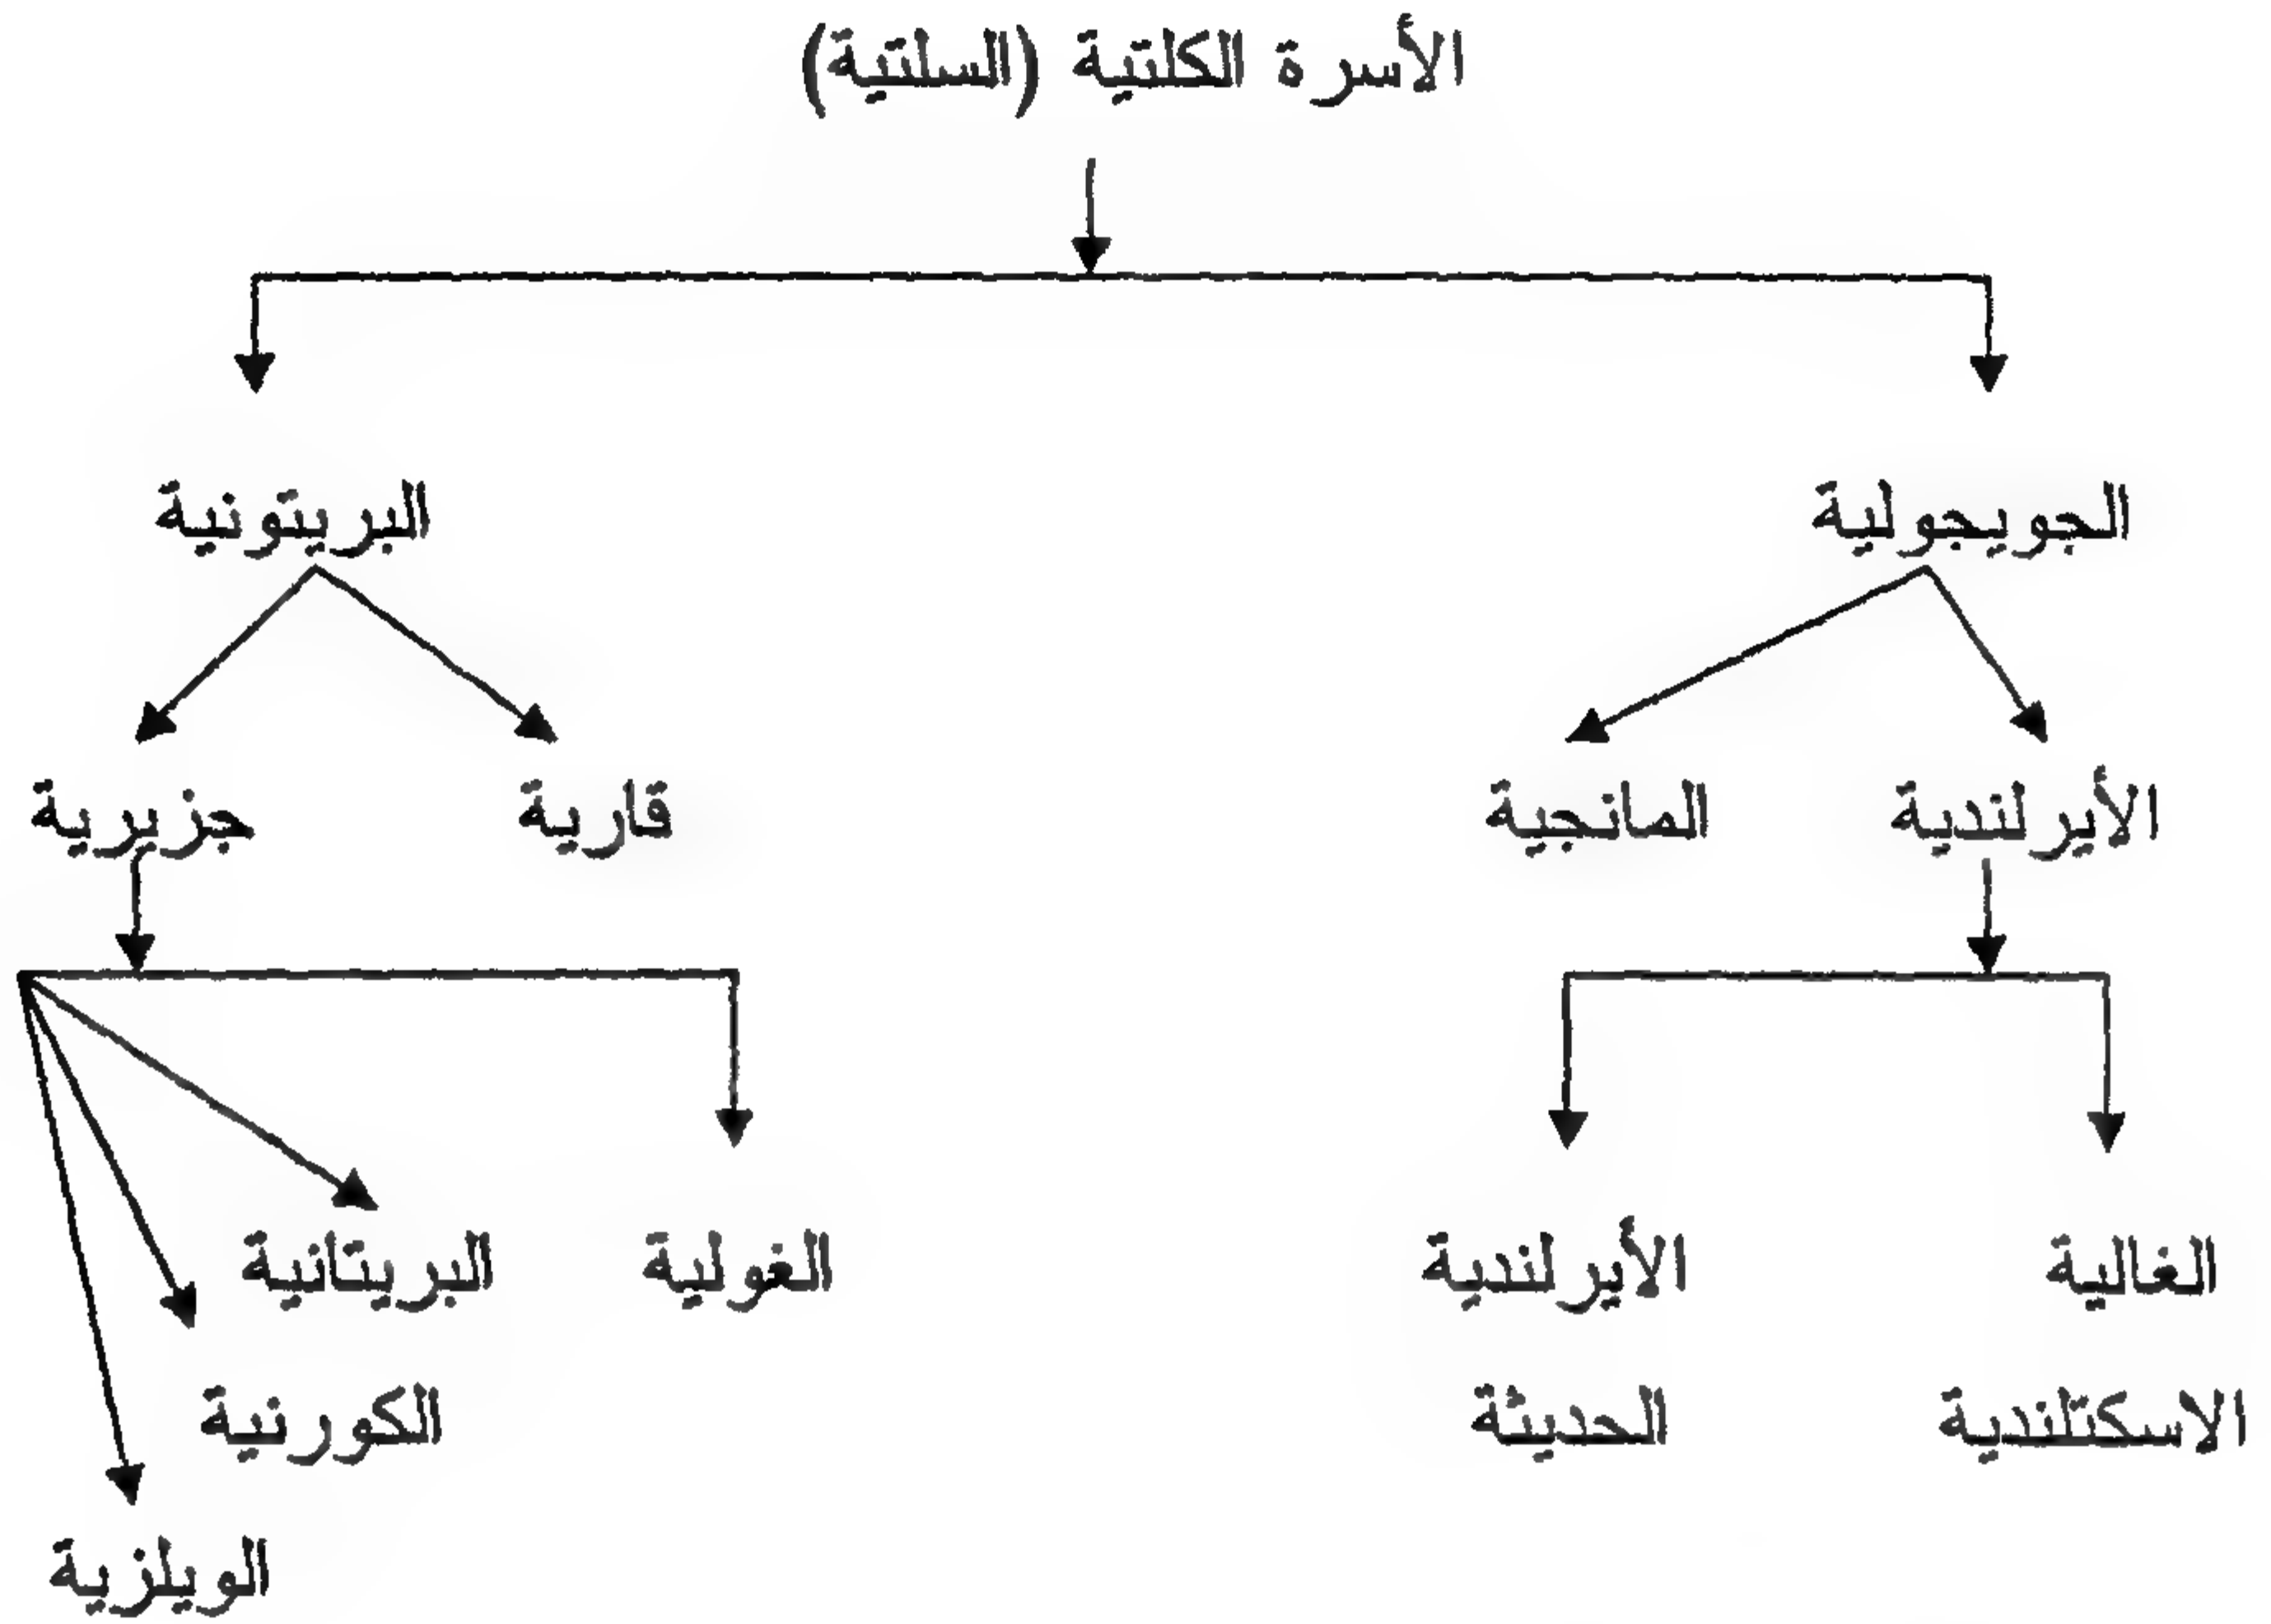 الأسرة الكلتية (السلتية)
الجويجولية
البريتونية
الأيرلندية
المانجية
قارية
جزيرية
الغالية
الأيرلندية
الغولية
البريتانية
الاسكتلندية
الحديثة
الكورنية
الويلزية